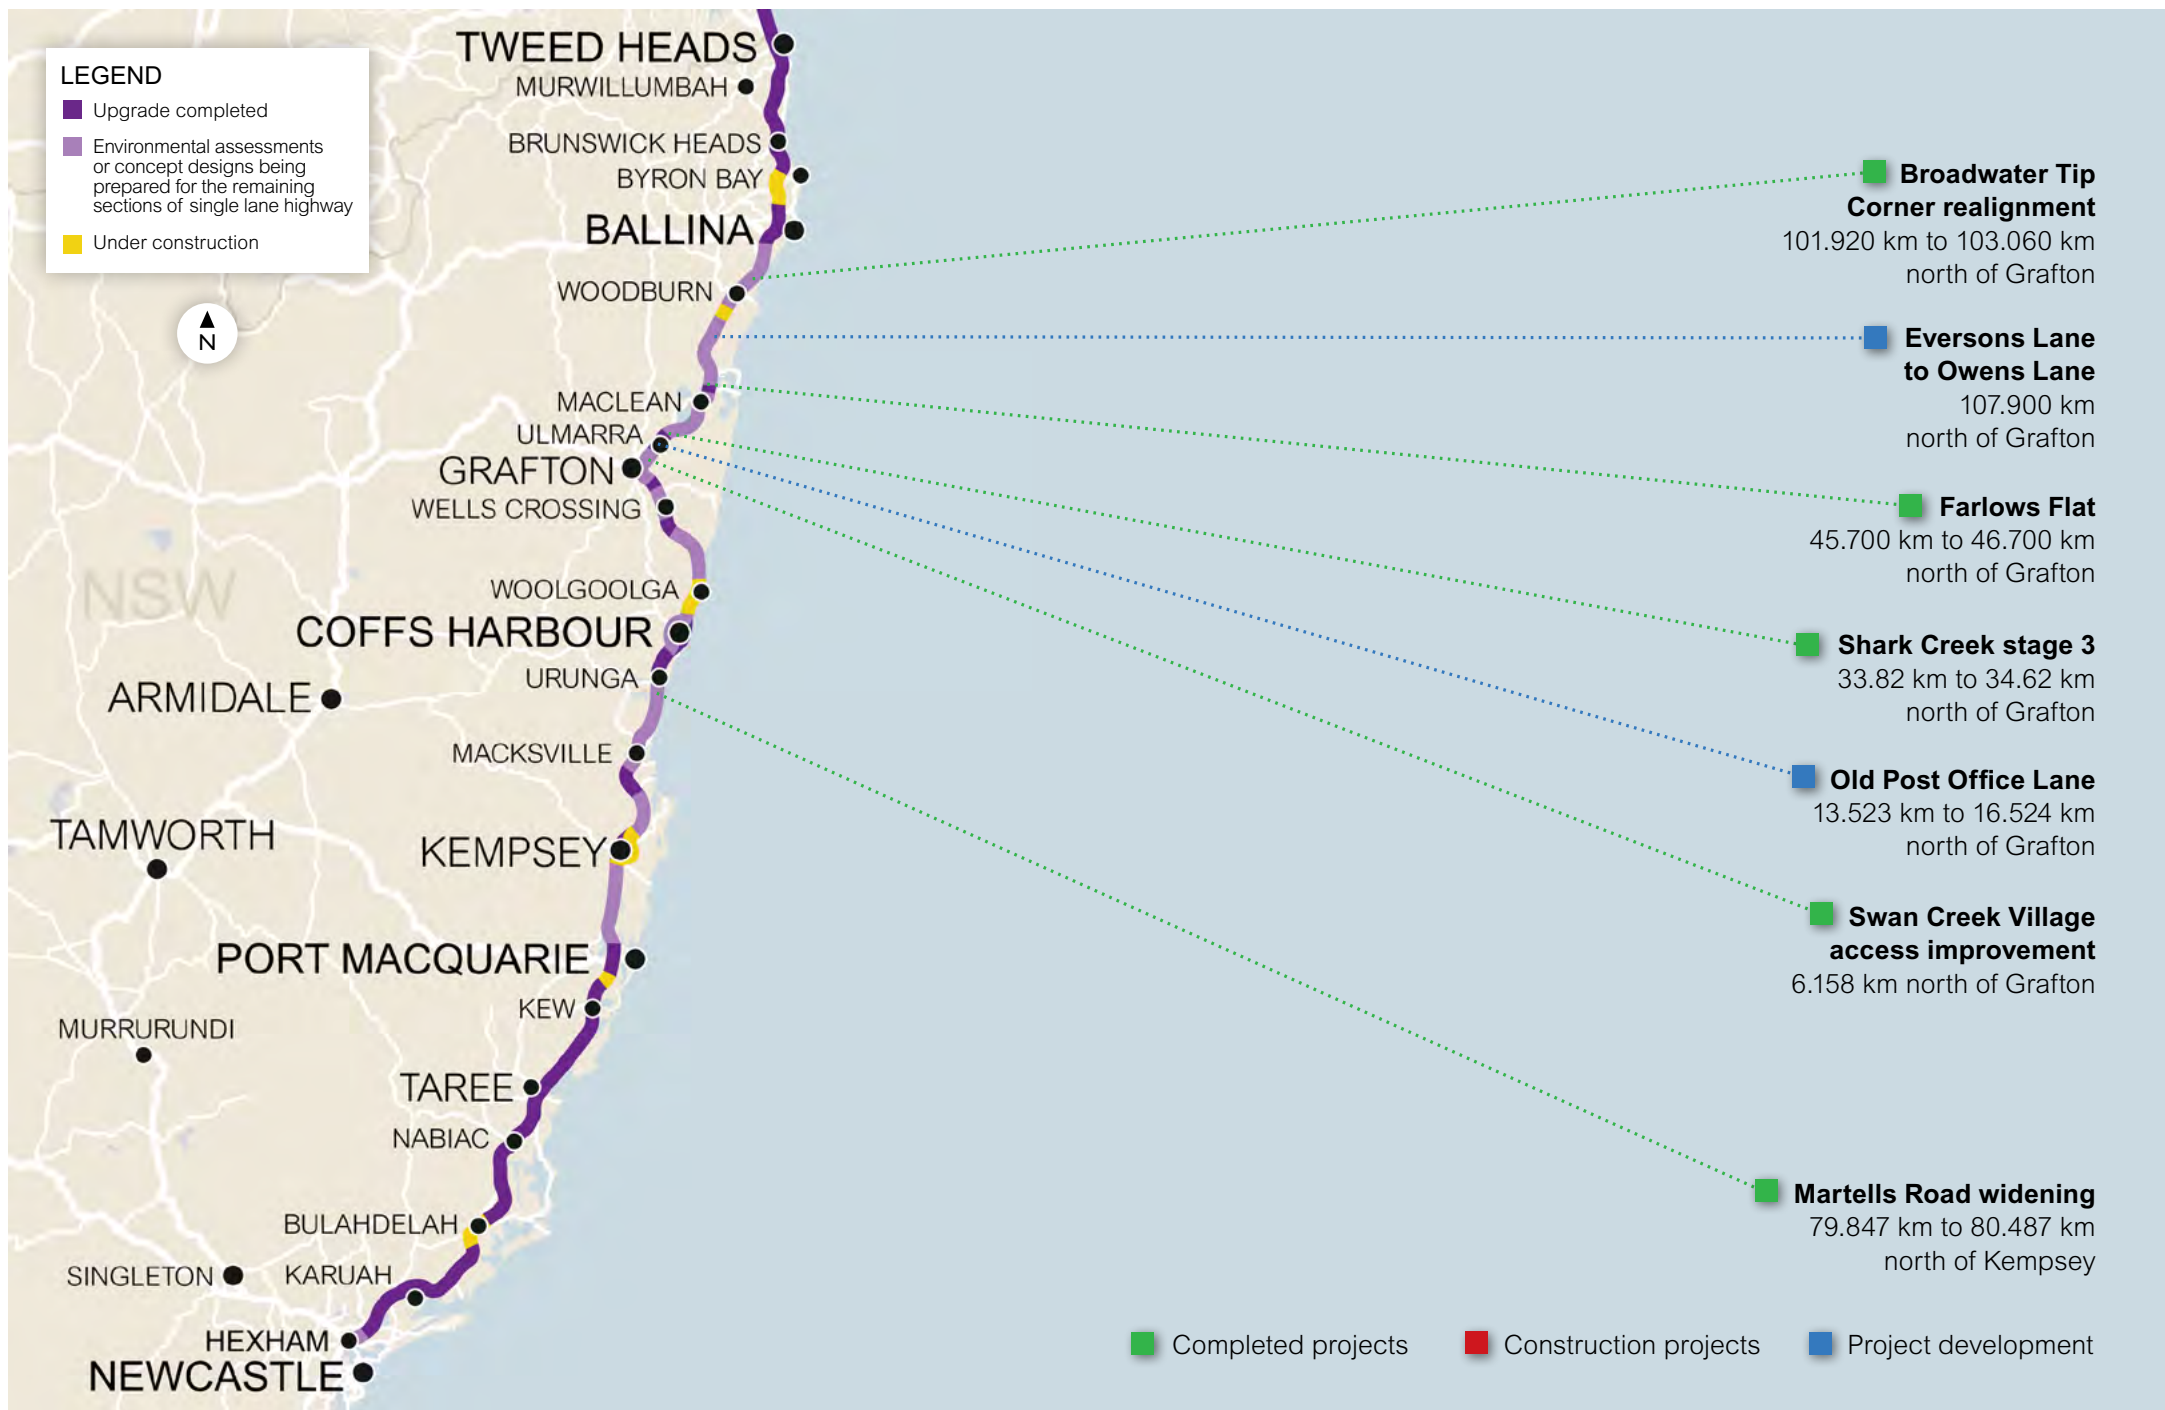 LEGEND
Upgrade completed
Environmental assessments
or concept designs being
prepared for the remaining
sections of single lane highway
Under construction
N
TWEED HEADS
MURWILLUMBAH
BRUNSWICK HEADS
BYRON BAY
BALLINA
WOODBURN
MACLEAN
ULMARRA
GRAFTON
WELLS CROSSING
NSW
WOOLGOOLGA
COFFS HARBOUR
URUNGA
ARMIDALE
MACKSVILLE
TAMWORTH
KEMPSEY
PORT MACQUARIE
KEW
MURRURUNDI
TAREE
NABIAC
BULAHDELAH
SINGLETON
KARUAH
HEXHAM
NEWCASTLE
Broadwater Tip
Corner realignment
101.920 km to 103.060 km
north of Grafton
Eversons Lane
to Owens Lane
107.900 km
north of Grafton
Farlows Flat
45.700 km to 46.700 km
north of Grafton
Shark Creek stage 3
33.82 km to 34.62 km
north of Grafton
Old Post Office Lane
13.523 km to 16.524 km
north of Grafton
Swan Creek Village
access improvement
6.158 km north of Grafton
Martells Road widening
79.847 km to 80.487 km
north of Kempsey
Completed projects
Construction projects
Project development